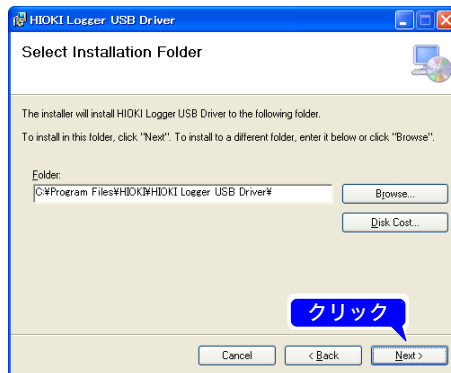 HIOKI Logger USB Driver
Select Installation Folder
The installer will install HIOKI Logger USB Driver to the following folder.
To install in this folder, click "Next". To install to a different folder, enter it below or click "Browse".
Folder:
C:¥Program Files¥HIOKI¥HIOKI Logger USB Driver¥
Browse...
Disk Cost...
クリック
Cancel
< Back
Next >